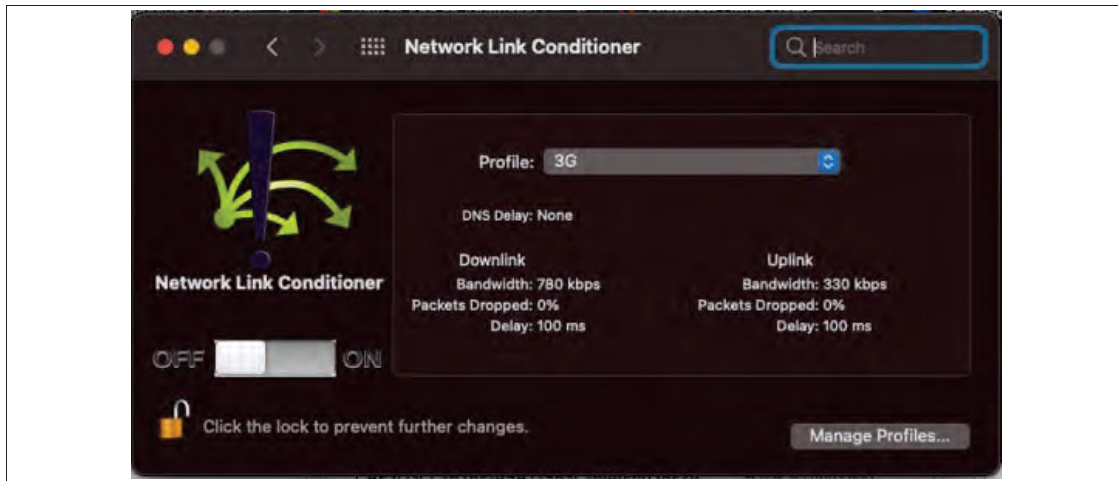 Network Link Conditioner
Search
Profile: 3G
DNS Delay: None
Downlink
Bandwidth: 780 kbps
Packets Dropped: 0%
Delay: 100 ms
Uplink
Bandwidth: 330 kbps
Packets Dropped: 0%
Delay: 100 ms
Network Link Conditioner
OFF ON
Click the lock to prevent further changes.
Manage Profiles...